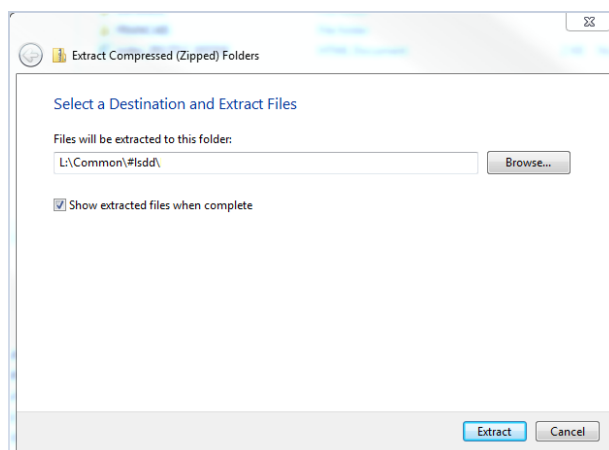 Extract Compressed (Zipped) Folders
Select a Destination and Extract Files
Files will be extracted to this folder:
L:\Common\#lsdd\
Browse...
Show extracted files when complete
Extract
Cancel